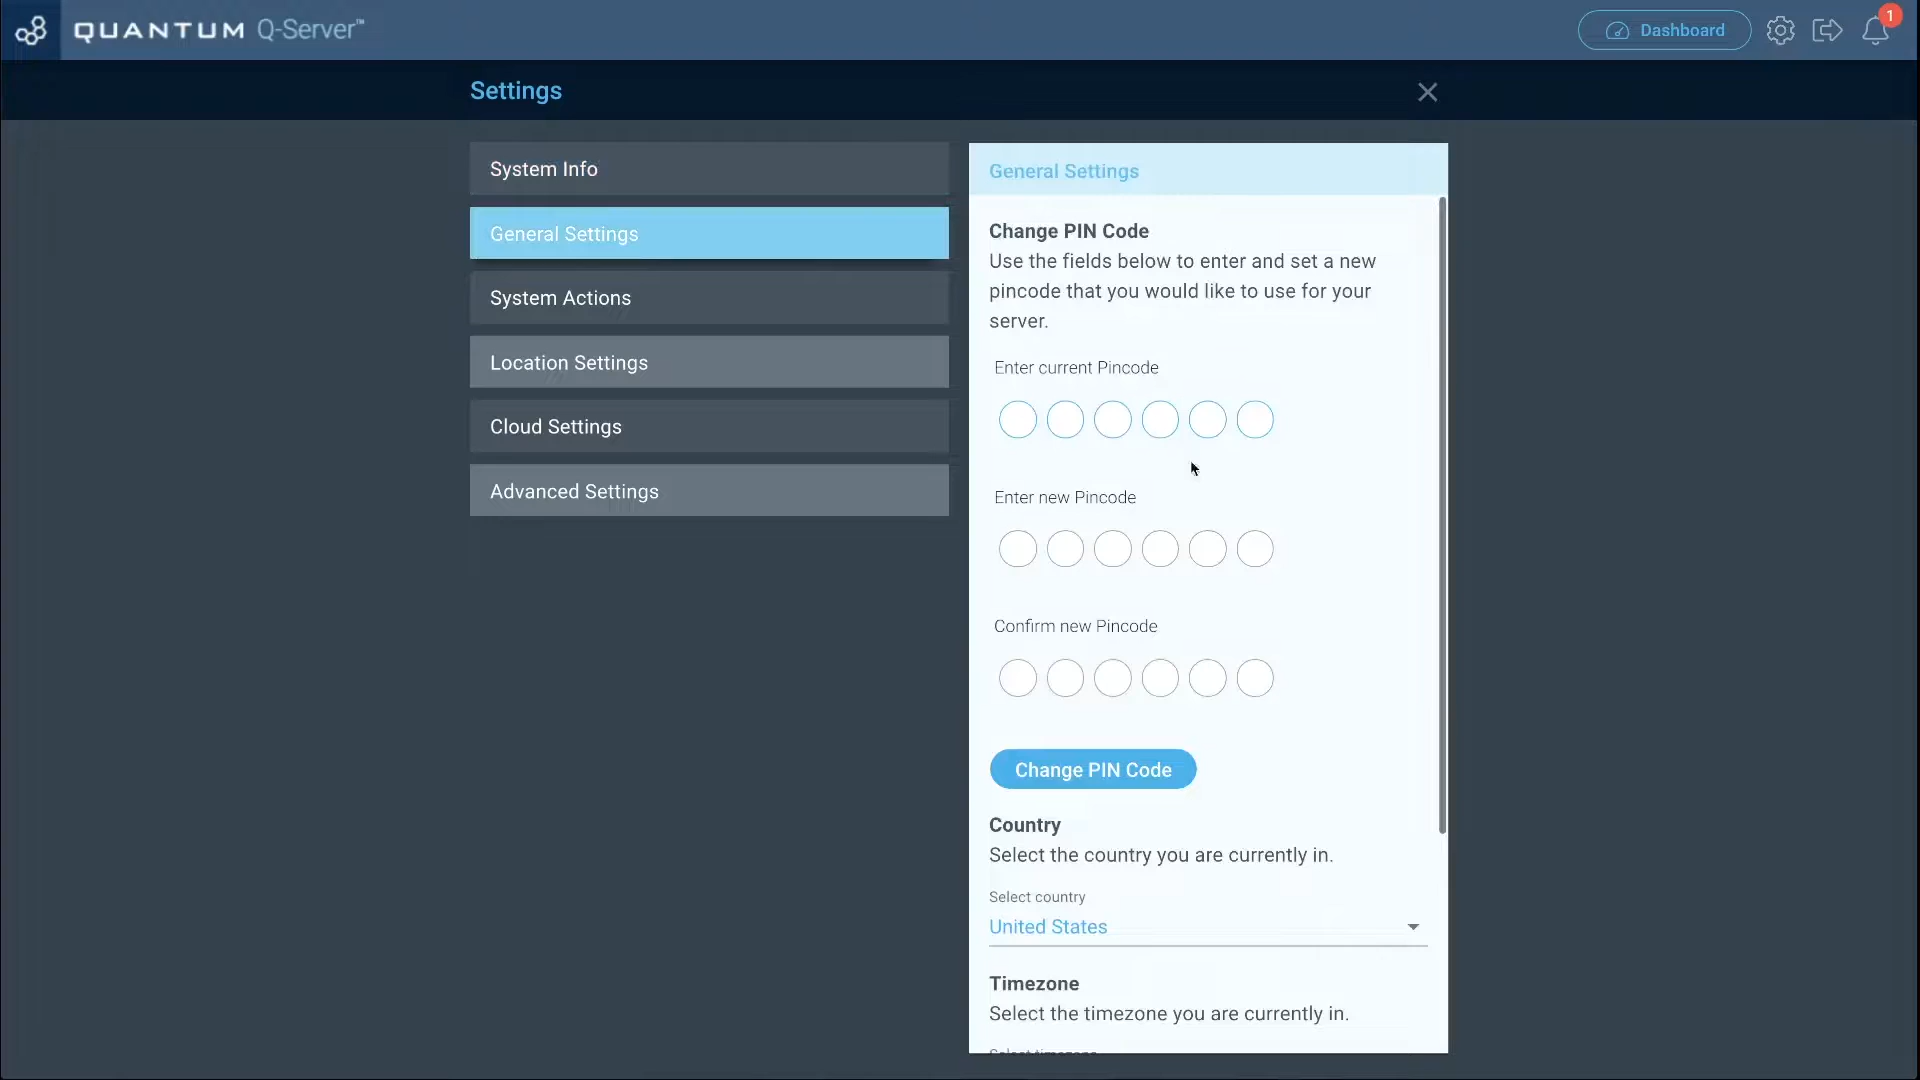 QUANTUM Q-Server™
Dashboard
1
Settings
System Info
General Settings
System Actions
Location Settings
Cloud Settings
Advanced Settings
General Settings
Change PIN Code
Use the fields below to enter and set a new
pincode that you would like to use for your
server.
Enter current Pincode
Enter new Pincode
Confirm new Pincode
Change PIN Code
Country
Select the country you are currently in.
Select country
United States
Timezone
Select the timezone you are currently in.
Select timezone